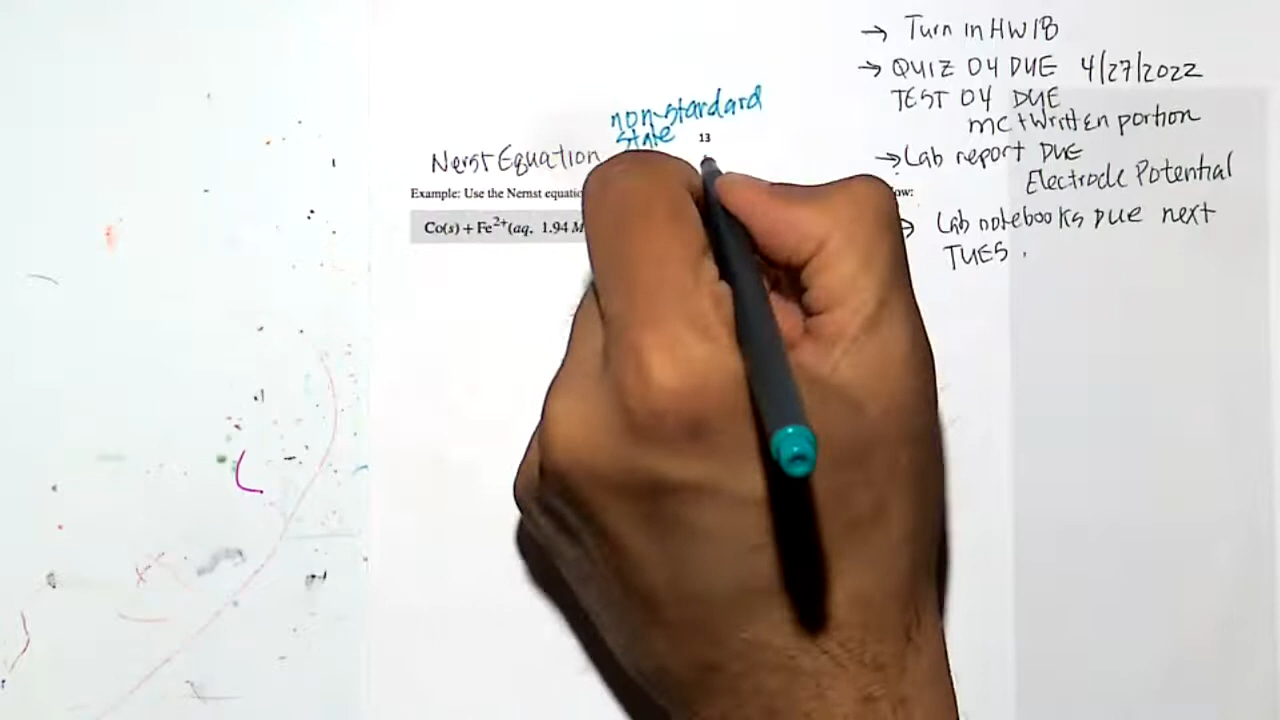 → Turn in HW18
→ QUIZ 04 DUE 4/27/2022
TEST 04 DUE
mc + Written portion
→ Lab report DUE
Electrode Potential
Lab notebooks DUE next
TUES.
non-standard
state
13
Nerst Equation
Example: Use the Nernst equatio
Co(s) + Fe²⁺(aq, 1.94 M